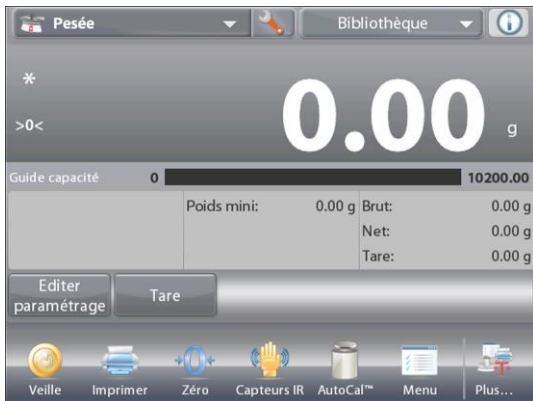 Pesée
Bibliothèque
*
>0<
0.00 g
Guide capacité 0 10200.00
Poids mini: 0.00 g Brut: 0.00 g
Net: 0.00 g
Tare: 0.00 g
Editer
paramétrage
Tare
Veille Imprimer Zéro Capteurs IR AutoCal™ Menu Plus...